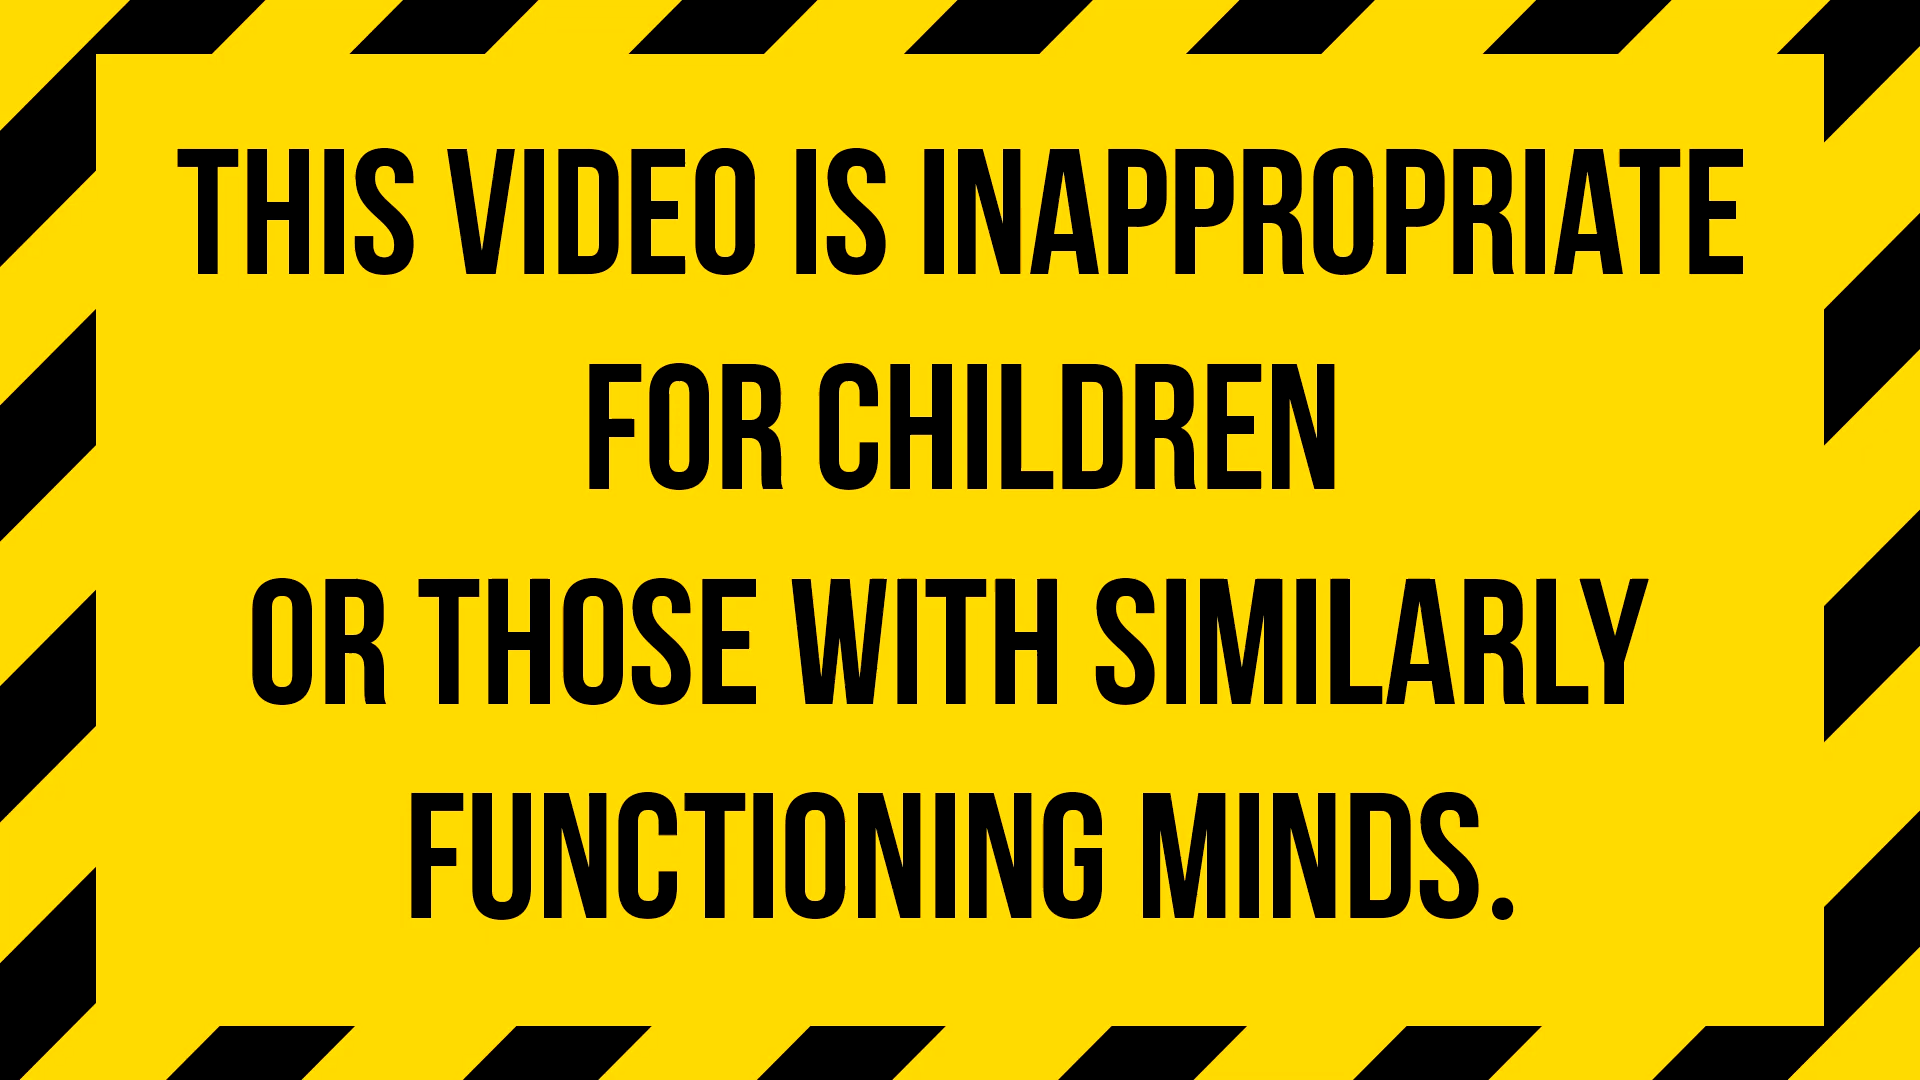 THIS VIDEO IS INAPPROPRIATE
FOR CHILDREN
OR THOSE WITH SIMILARLY
FUNCTIONING MINDS.